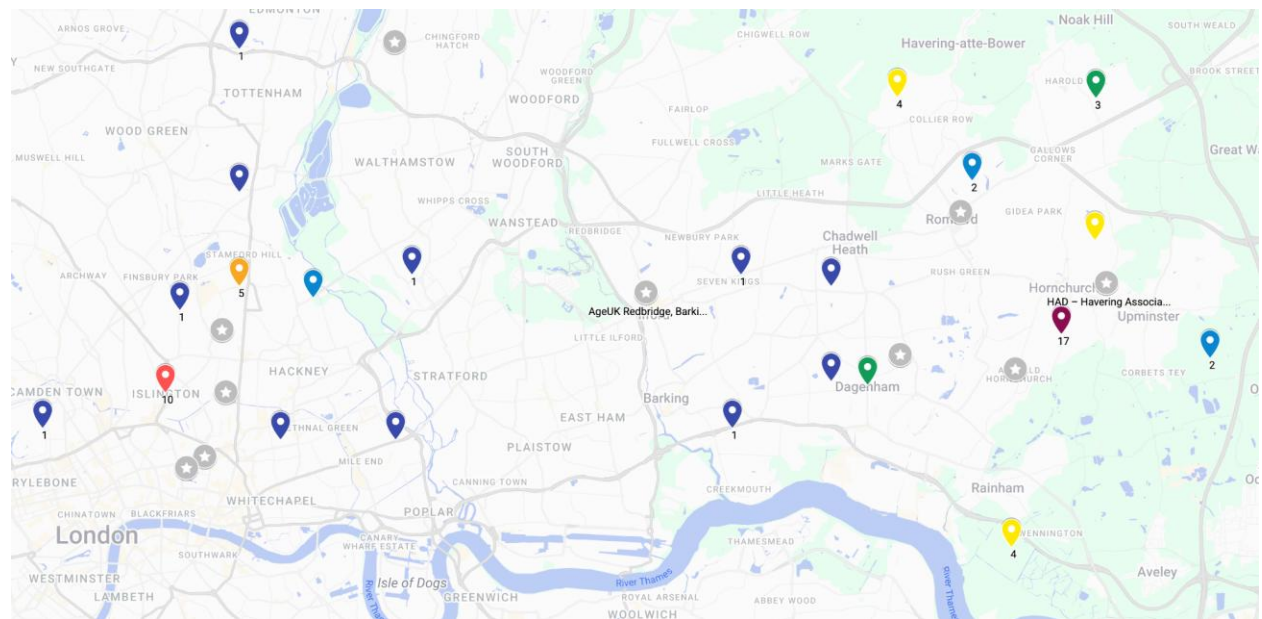 EDMONTON
ARNOS GROVE
1
CHINGFORD
HATCH
CHIGWELL ROW
Noak Hill
SOUTH WEALD
Havering-atte-Bower
NEW SOUTHGATE
WOODFORD
GREEN
BROOK STREET
HAROLD
TOTTENHAM
WOODFORD
FAIRLOP
4
3
COLLIER ROW
WOOD GREEN
FULLWELL CROSS
MUSWELL HILL
WALTHAMSTOW
SOUTH
WOODFORD
MARKS GATE
GALLOWS
CORNER
Great Wa
2
LITTLE HEATH
WHIPPS CROSS
WANSTEAD
REDBRIDGE
NEWBURY PARK
Chadwell
Heath
Romford
GIDEA PARK
STAMFORD HILL
ARCHWAY
FINSBURY PARK
5
1
SEVEN KINGS
1
RUSH GREEN
Hornchurch
HAD – Havering Associa...
1
AgeUK Redbridge, Barki...
Upminster
LITTLE ILFORD
17
2
HACKNEY
STRATFORD
CAMDEN TOWN
ISLINGTON
10
Dagenham
HORNCHURCH
CORBETS TEY
Barking
1
EAST HAM
1
BETHNAL GREEN
PLAISTOW
MILE END
RYLEBONE
CANNING TOWN
CREEKMOUTH
Rainham
WHITECHAPEL
CHINATOWN
BLACKFRIARS
POPLAR
London
CANARY
WHARF ESTATE
SOUTHWARK
THAMESMEAD
WENNINGTON
4
Aveley
WESTMINSTER
LAMBETH
Isle of Dogs
River Thames
River Tha
River Thame
GREENWICH
ROYAL ARSENAL
ABBEY WOOD
WOOLWICH